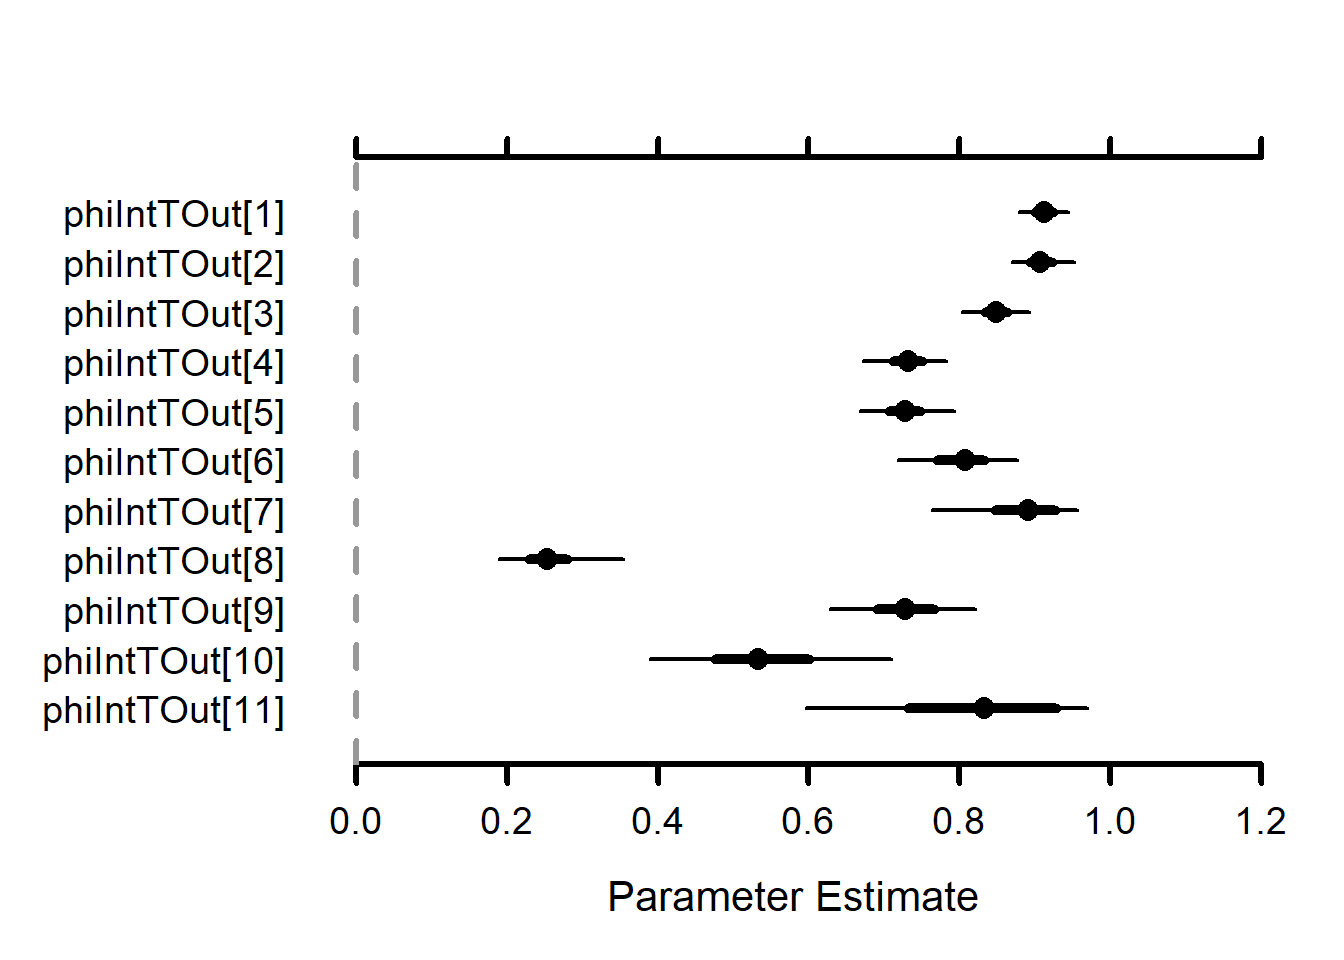 phiIntTOut[1]
phiIntTOut[2]
phiIntTOut[3]
phiIntTOut[4]
phiIntTOut[5]
phiIntTOut[6]
phiIntTOut[7]
phiIntTOut[8]
phiIntTOut[9]
phiIntTOut[10]
phiIntTOut[11]
0.0 0.2 0.4 0.6 0.8 1.0 1.2
Parameter Estimate